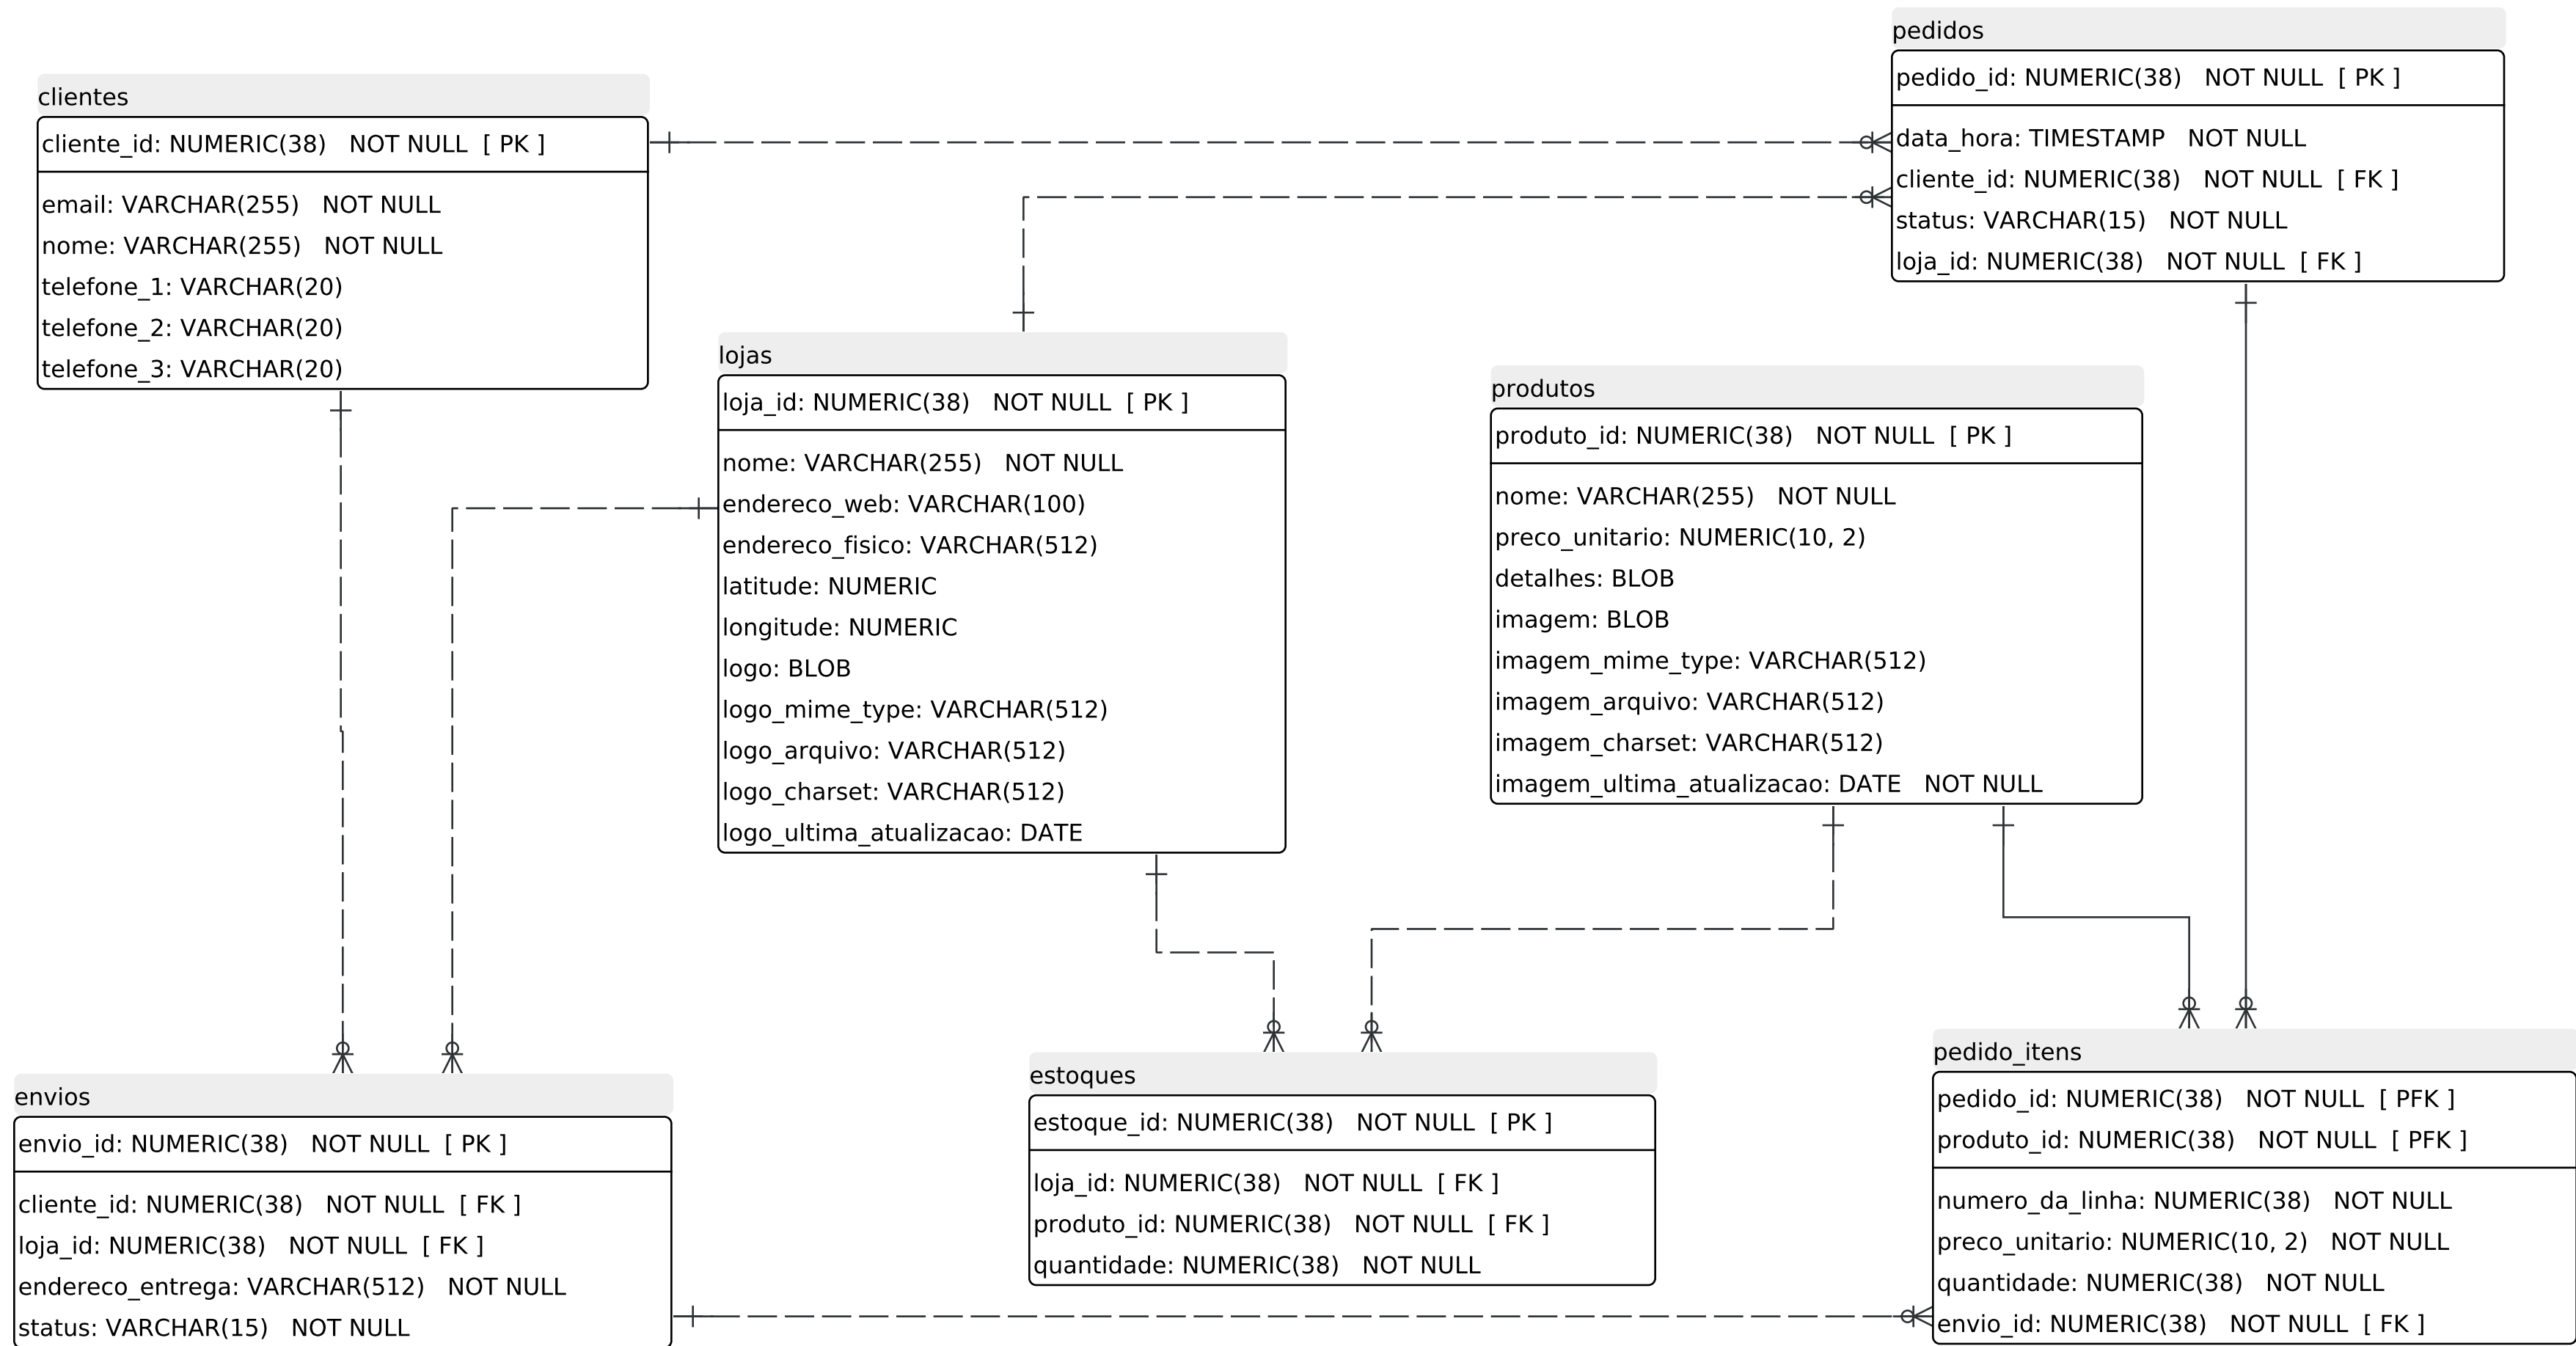 pedidos
pedido_id: NUMERIC(38) NOT NULL [ PK ]
data_hora: TIMESTAMP NOT NULL
cliente_id: NUMERIC(38) NOT NULL [ FK ]
status: VARCHAR(15) NOT NULL
loja_id: NUMERIC(38) NOT NULL [ FK ]
clientes
cliente_id: NUMERIC(38) NOT NULL [ PK ]
email: VARCHAR(255) NOT NULL
nome: VARCHAR(255) NOT NULL
telefone_1: VARCHAR(20)
telefone_2: VARCHAR(20)
telefone_3: VARCHAR(20)
lojas
loja_id: NUMERIC(38) NOT NULL [ PK ]
nome: VARCHAR(255) NOT NULL
endereco_web: VARCHAR(100)
endereco_fisico: VARCHAR(512)
latitude: NUMERIC
longitude: NUMERIC
logo: BLOB
logo_mime_type: VARCHAR(512)
logo_arquivo: VARCHAR(512)
logo_charset: VARCHAR(512)
logo_ultima_atualizacao: DATE
produtos
produto_id: NUMERIC(38) NOT NULL [ PK ]
nome: VARCHAR(255) NOT NULL
preco_unitario: NUMERIC(10, 2)
detalhes: BLOB
imagem: BLOB
imagem_mime_type: VARCHAR(512)
imagem_arquivo: VARCHAR(512)
imagem_charset: VARCHAR(512)
imagem_ultima_atualizacao: DATE NOT NULL
envios
envio_id: NUMERIC(38) NOT NULL [ PK ]
cliente_id: NUMERIC(38) NOT NULL [ FK ]
loja_id: NUMERIC(38) NOT NULL [ FK ]
endereco_entrega: VARCHAR(512) NOT NULL
status: VARCHAR(15) NOT NULL
estoques
estoque_id: NUMERIC(38) NOT NULL [ PK ]
loja_id: NUMERIC(38) NOT NULL [ FK ]
produto_id: NUMERIC(38) NOT NULL [ FK ]
quantidade: NUMERIC(38) NOT NULL
pedido_itens
pedido_id: NUMERIC(38) NOT NULL [ PFK ]
produto_id: NUMERIC(38) NOT NULL [ PFK ]
numero_da_linha: NUMERIC(38) NOT NULL
preco_unitario: NUMERIC(10, 2) NOT NULL
quantidade: NUMERIC(38) NOT NULL
envio_id: NUMERIC(38) NOT NULL [ FK ]